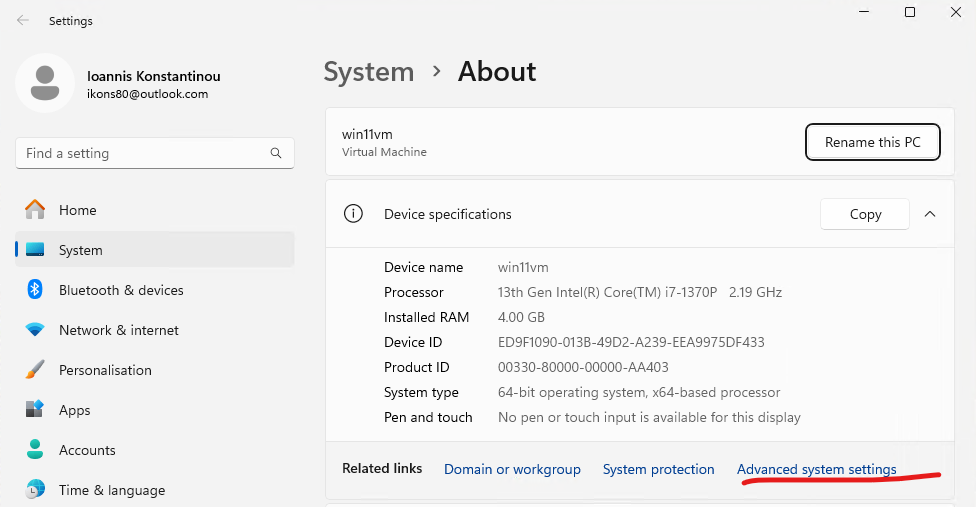 Settings
Ioannis Konstantinou
ikons80@outlook.com
Find a setting
Home
System
Bluetooth & devices
Network & internet
Personalisation
Apps
Accounts
Time & language
System > About
win11vm
Virtual Machine
Rename this PC
Device specifications
Copy
Device name win11vm
Processor 13th Gen Intel(R) Core(TM) i7-1370P 2.19 GHz
Installed RAM 4.00 GB
Device ID ED9F1090-013B-49D2-A239-EEA9975DF433
Product ID 00330-80000-00000-AA403
System type 64-bit operating system, x64-based processor
Pen and touch No pen or touch input is available for this display
Related links Domain or workgroup System protection Advanced system settings